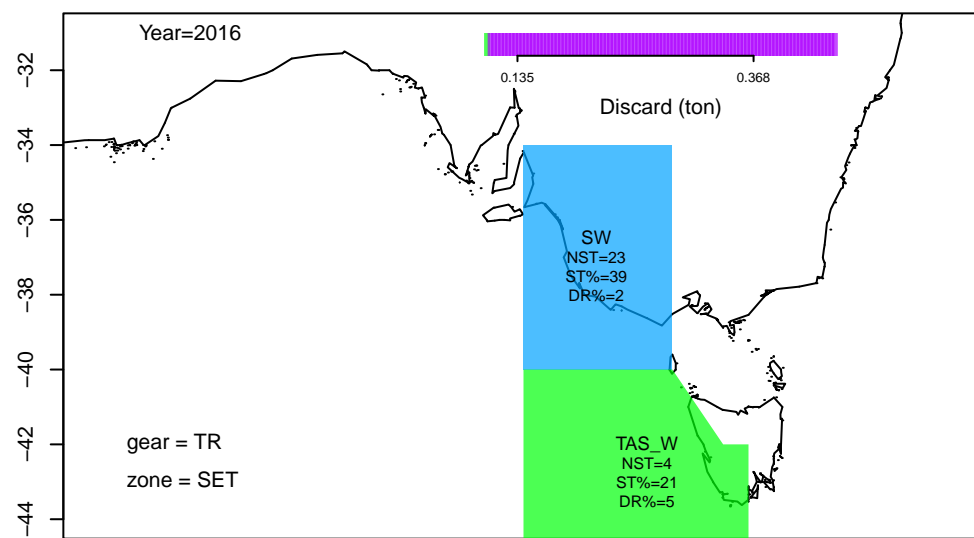 Year=2016
0.135
0.368
Discard (ton)
−32
−34
−36
−38
−40
−42
−44
SW
NST=23
ST%=39
DR%=2
TAS_W
NST=4
ST%=21
DR%=5
gear = TR
zone = SET